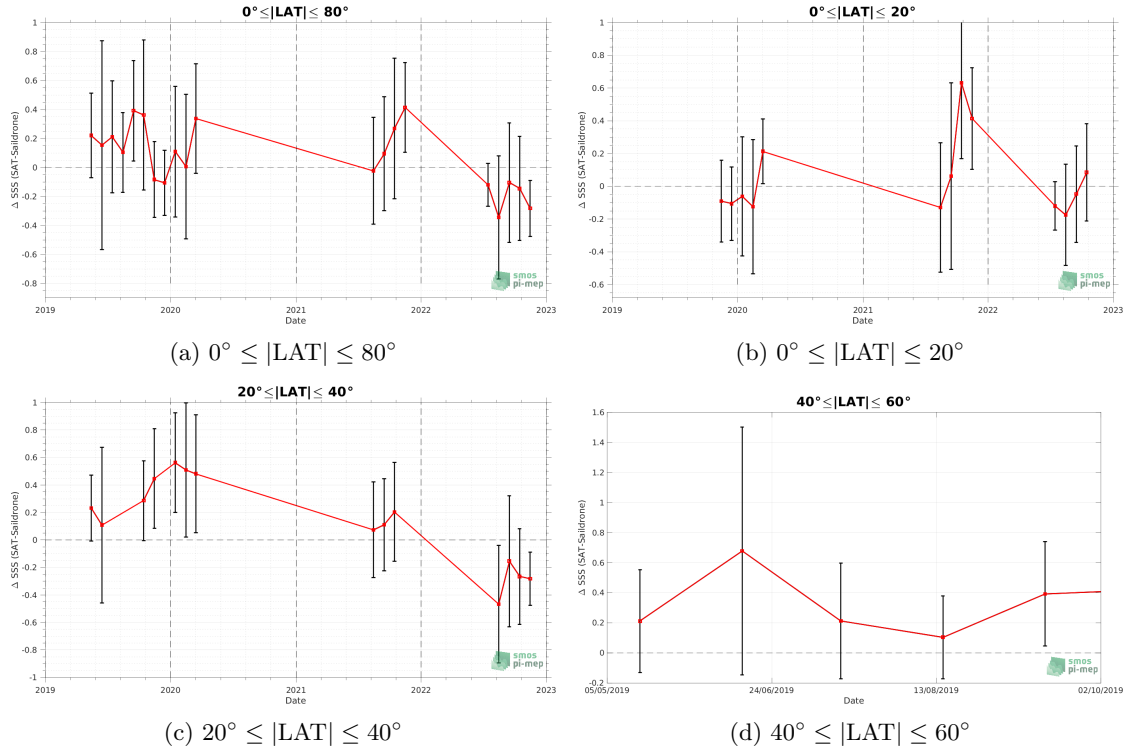 0°≤|LAT|≤ 80°
Δ SSS (SAT-Saildrone)
1
0.8
0.6
0.4
0.2
0
-0.2
-0.4
-0.6
-0.8
2019
2020
2021
2022
2023
Date
smos
pi-mep
(a) 0° ≤ |LAT| ≤ 80°
0°≤|LAT|≤ 20°
Δ SSS (SAT-Saildrone)
1
0.8
0.6
0.4
0.2
0
-0.2
-0.4
-0.6
2019
2020
2021
2022
2023
Date
smos
pi-mep
(b) 0° ≤ |LAT| ≤ 20°
20°≤|LAT|≤ 40°
Δ SSS (SAT-Saildrone)
1
0.8
0.6
0.4
0.2
0
-0.2
-0.4
-0.6
-0.8
-1
2019
2020
2021
2022
2023
Date
smos
pi-mep
(c) 20° ≤ |LAT| ≤ 40°
40°≤|LAT|≤ 60°
Δ SSS (SAT-Saildrone)
1.6
1.4
1.2
1
0.8
0.6
0.4
0.2
0
-0.2
05/05/2019
24/06/2019
13/08/2019
02/10/2019
Date
smos
pi-mep
(d) 40° ≤ |LAT| ≤ 60°